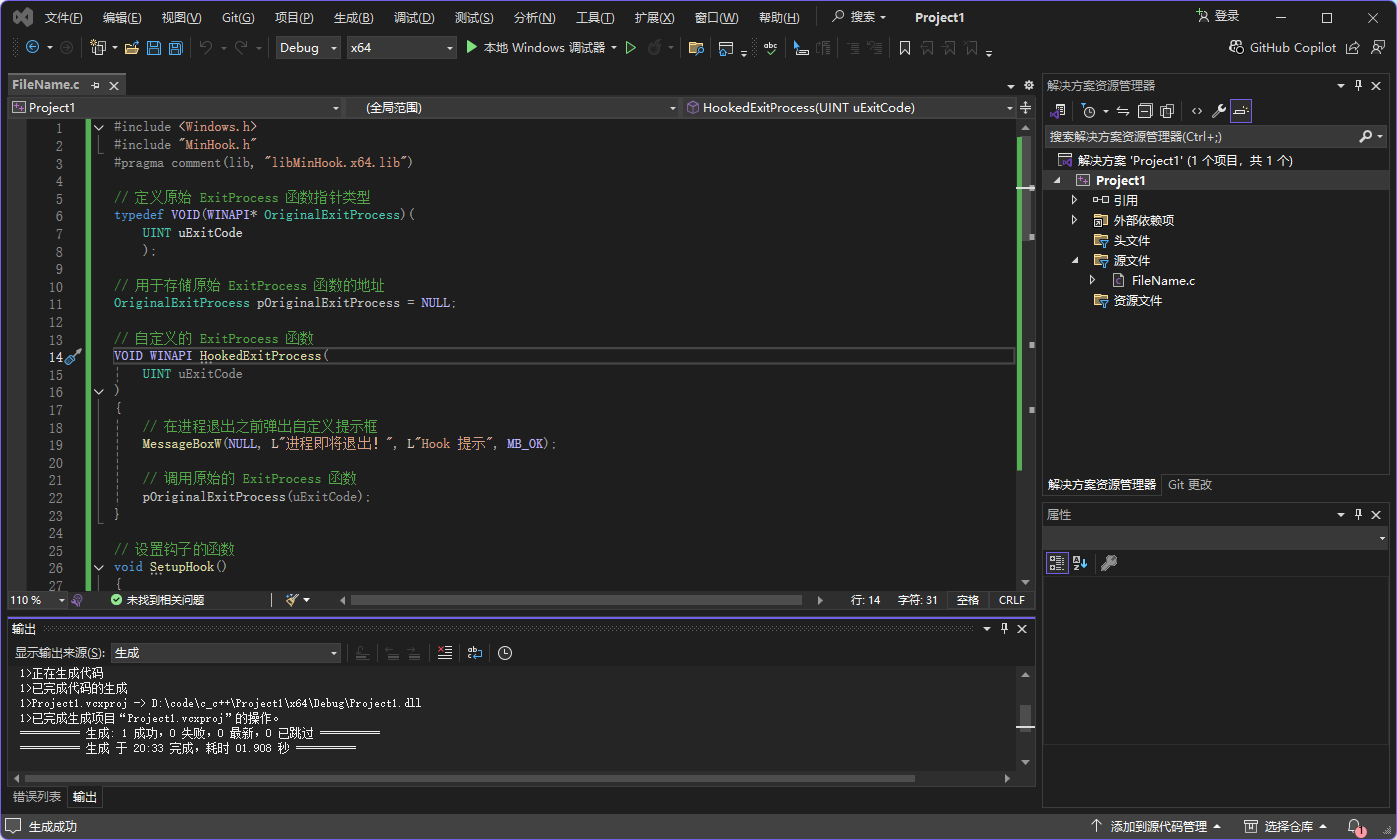 文件(F) 编辑(E) 视图(V) Git(G) 项目(P) 生成(B) 调试(D) 测试(S) 分析(N) 工具(T) 扩展(X) 窗口(W) 帮助(H) 搜索 Project1 登录
Debug x64 本地 Windows 调试器 GitHub Copilot
FileName.c
Project1 (全局范围) HookedExitProcess(UINT uExitCode)
1 #include <Windows.h>
2 #include "MinHook.h"
3 #pragma comment(lib, "libMinHook.x64.lib")
4
5 // 定义原始 ExitProcess 函数指针类型
6 typedef VOID(WINAPI* OriginalExitProcess)(
7 UINT uExitCode
8 );
9
10 // 用于存储原始 ExitProcess 函数的地址
11 OriginalExitProcess pOriginalExitProcess = NULL;
12
13 // 自定义的 ExitProcess 函数
14 VOID WINAPI HookedExitProcess(
15 UINT uExitCode
16 )
17 {
18 // 在进程退出之前弹出自定义提示框
19 MessageBoxW(NULL, L"进程即将退出！", L"Hook 提示", MB_OK);
20
21 // 调用原始的 ExitProcess 函数
22 pOriginalExitProcess(uExitCode);
23 }
24
25 // 设置钩子的函数
26 void SetupHook()
27 {
110 % 未找到相关问题 行: 14 字符: 31 空格 CRLF
输出
显示输出来源(S): 生成
1>正在生成代码
1>已完成代码的生成
1>Project1.vcxproj -> D:\code\c_c++\Project1\x64\Debug\Project1.dll
1>已完成生成项目“Project1.vcxproj”的操作。
========== 生成: 1 成功，0 失败，0 最新，0 已跳过 ==========
========== 生成 于 20:33 完成，耗时 01.908 秒 ==========
错误列表 输出
解决方案资源管理器
搜索解决方案资源管理器(Ctrl+;)
解决方案 'Project1' (1 个项目，共 1 个)
Project1
引用
外部依赖项
头文件
源文件
FileName.c
资源文件
解决方案资源管理器 Git 更改
属性
生成成功 添加到源代码管理 选择仓库 1